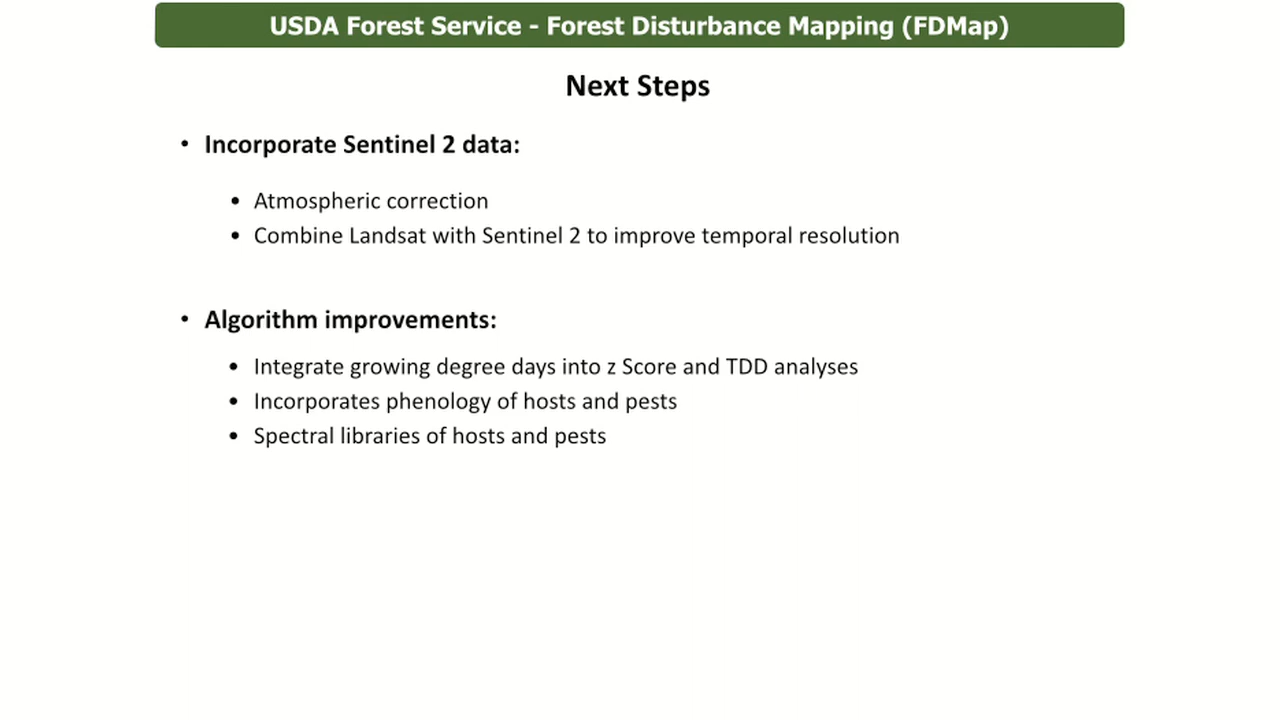 USDA Forest Service - Forest Disturbance Mapping (FDMap)
Next Steps
• Incorporate Sentinel 2 data:
• Atmospheric correction
• Combine Landsat with Sentinel 2 to improve temporal resolution
• Algorithm improvements:
• Integrate growing degree days into z Score and TDD analyses
• Incorporates phenology of hosts and pests
• Spectral libraries of hosts and pests